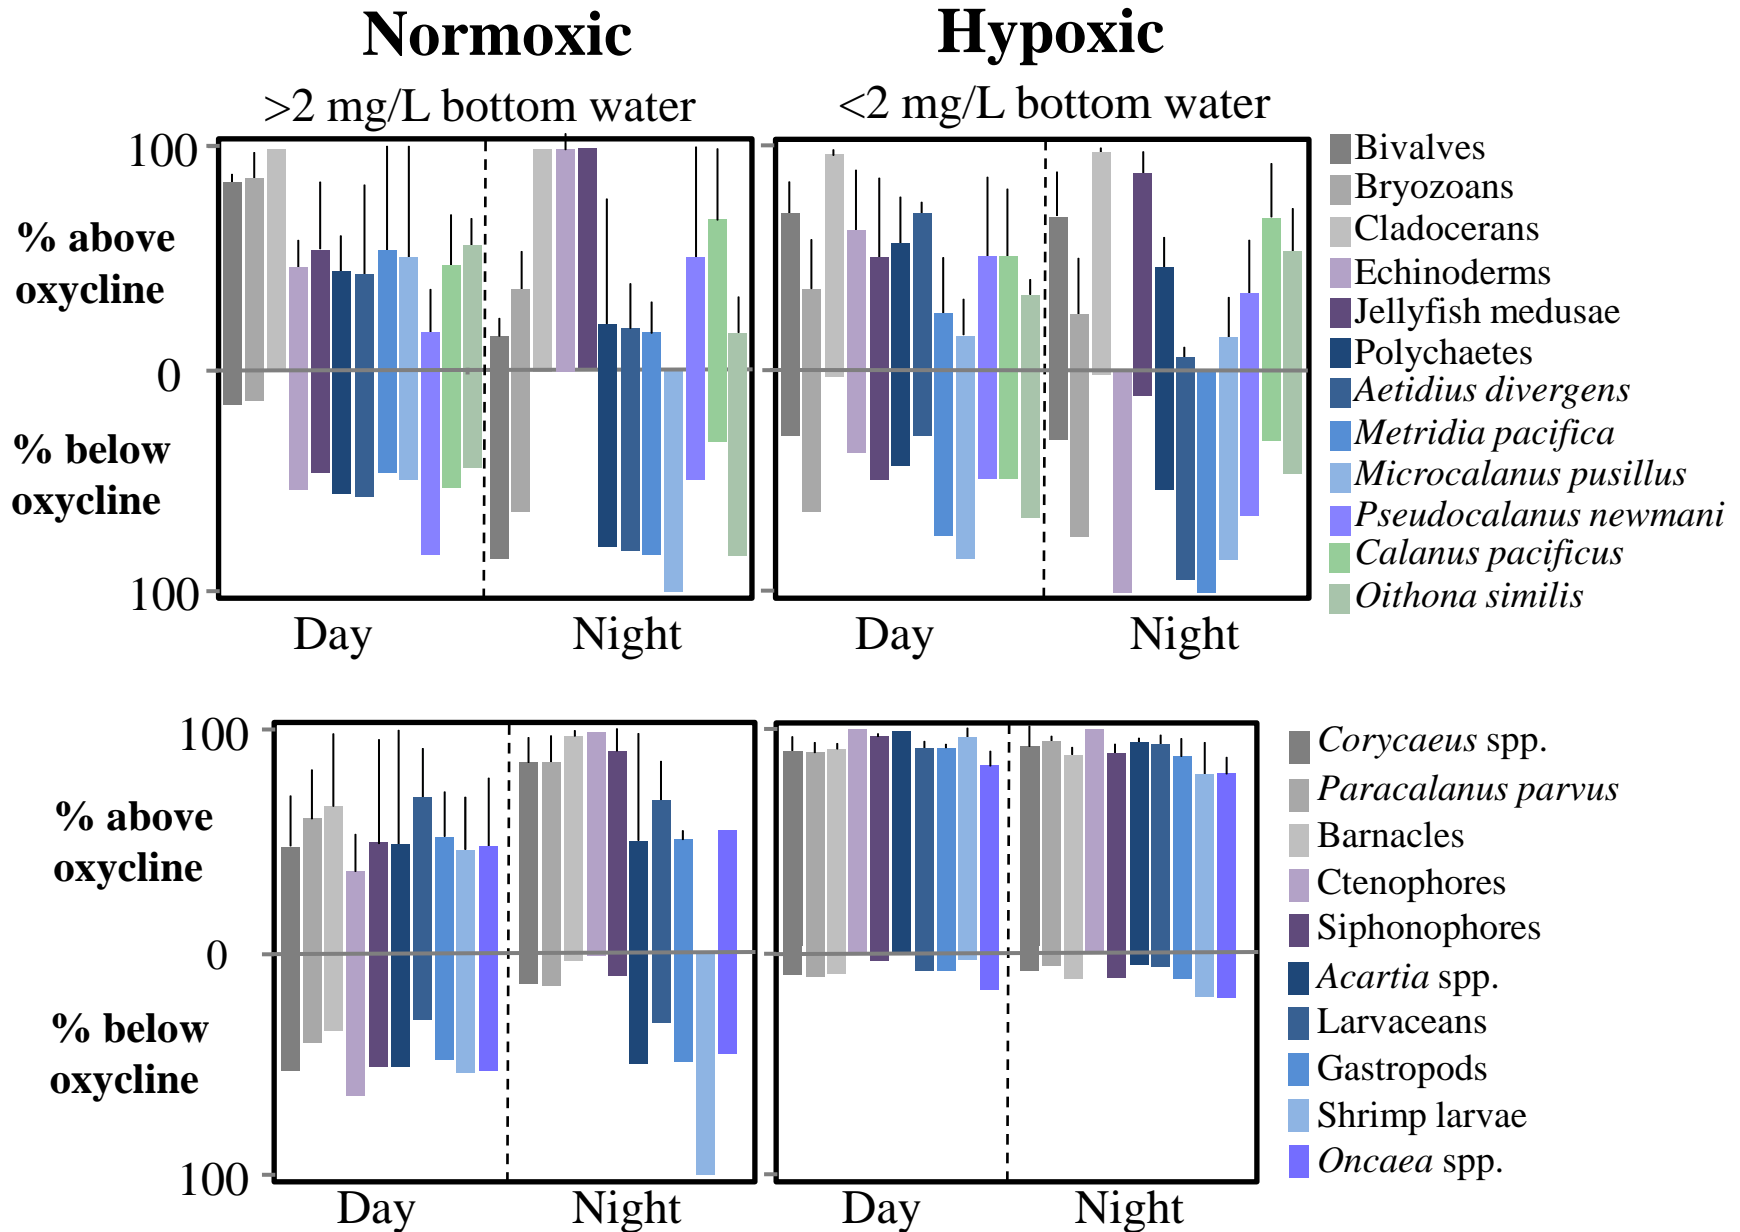 Normoxic
Hypoxic
>2 mg/L bottom water
<2 mg/L bottom water
100
% above
oxycline
0
% below
oxycline
100
Day
Night
Day
Night
Bivalves
Bryozoans
Cladocerans
Echinoderms
Jellyfish medusae
Polychaetes
Aetidius divergens
Metridia pacifica
Microcalanus pusillus
Pseudocalanus newmani
Calanus pacificus
Oithona similis
100
% above
oxycline
0
% below
oxycline
100
Day
Night
Day
Night
Corycaeus spp.
Paracalanus parvus
Barnacles
Ctenophores
Siphonophores
Acartia spp.
Larvaceans
Gastropods
Shrimp larvae
Oncaea spp.